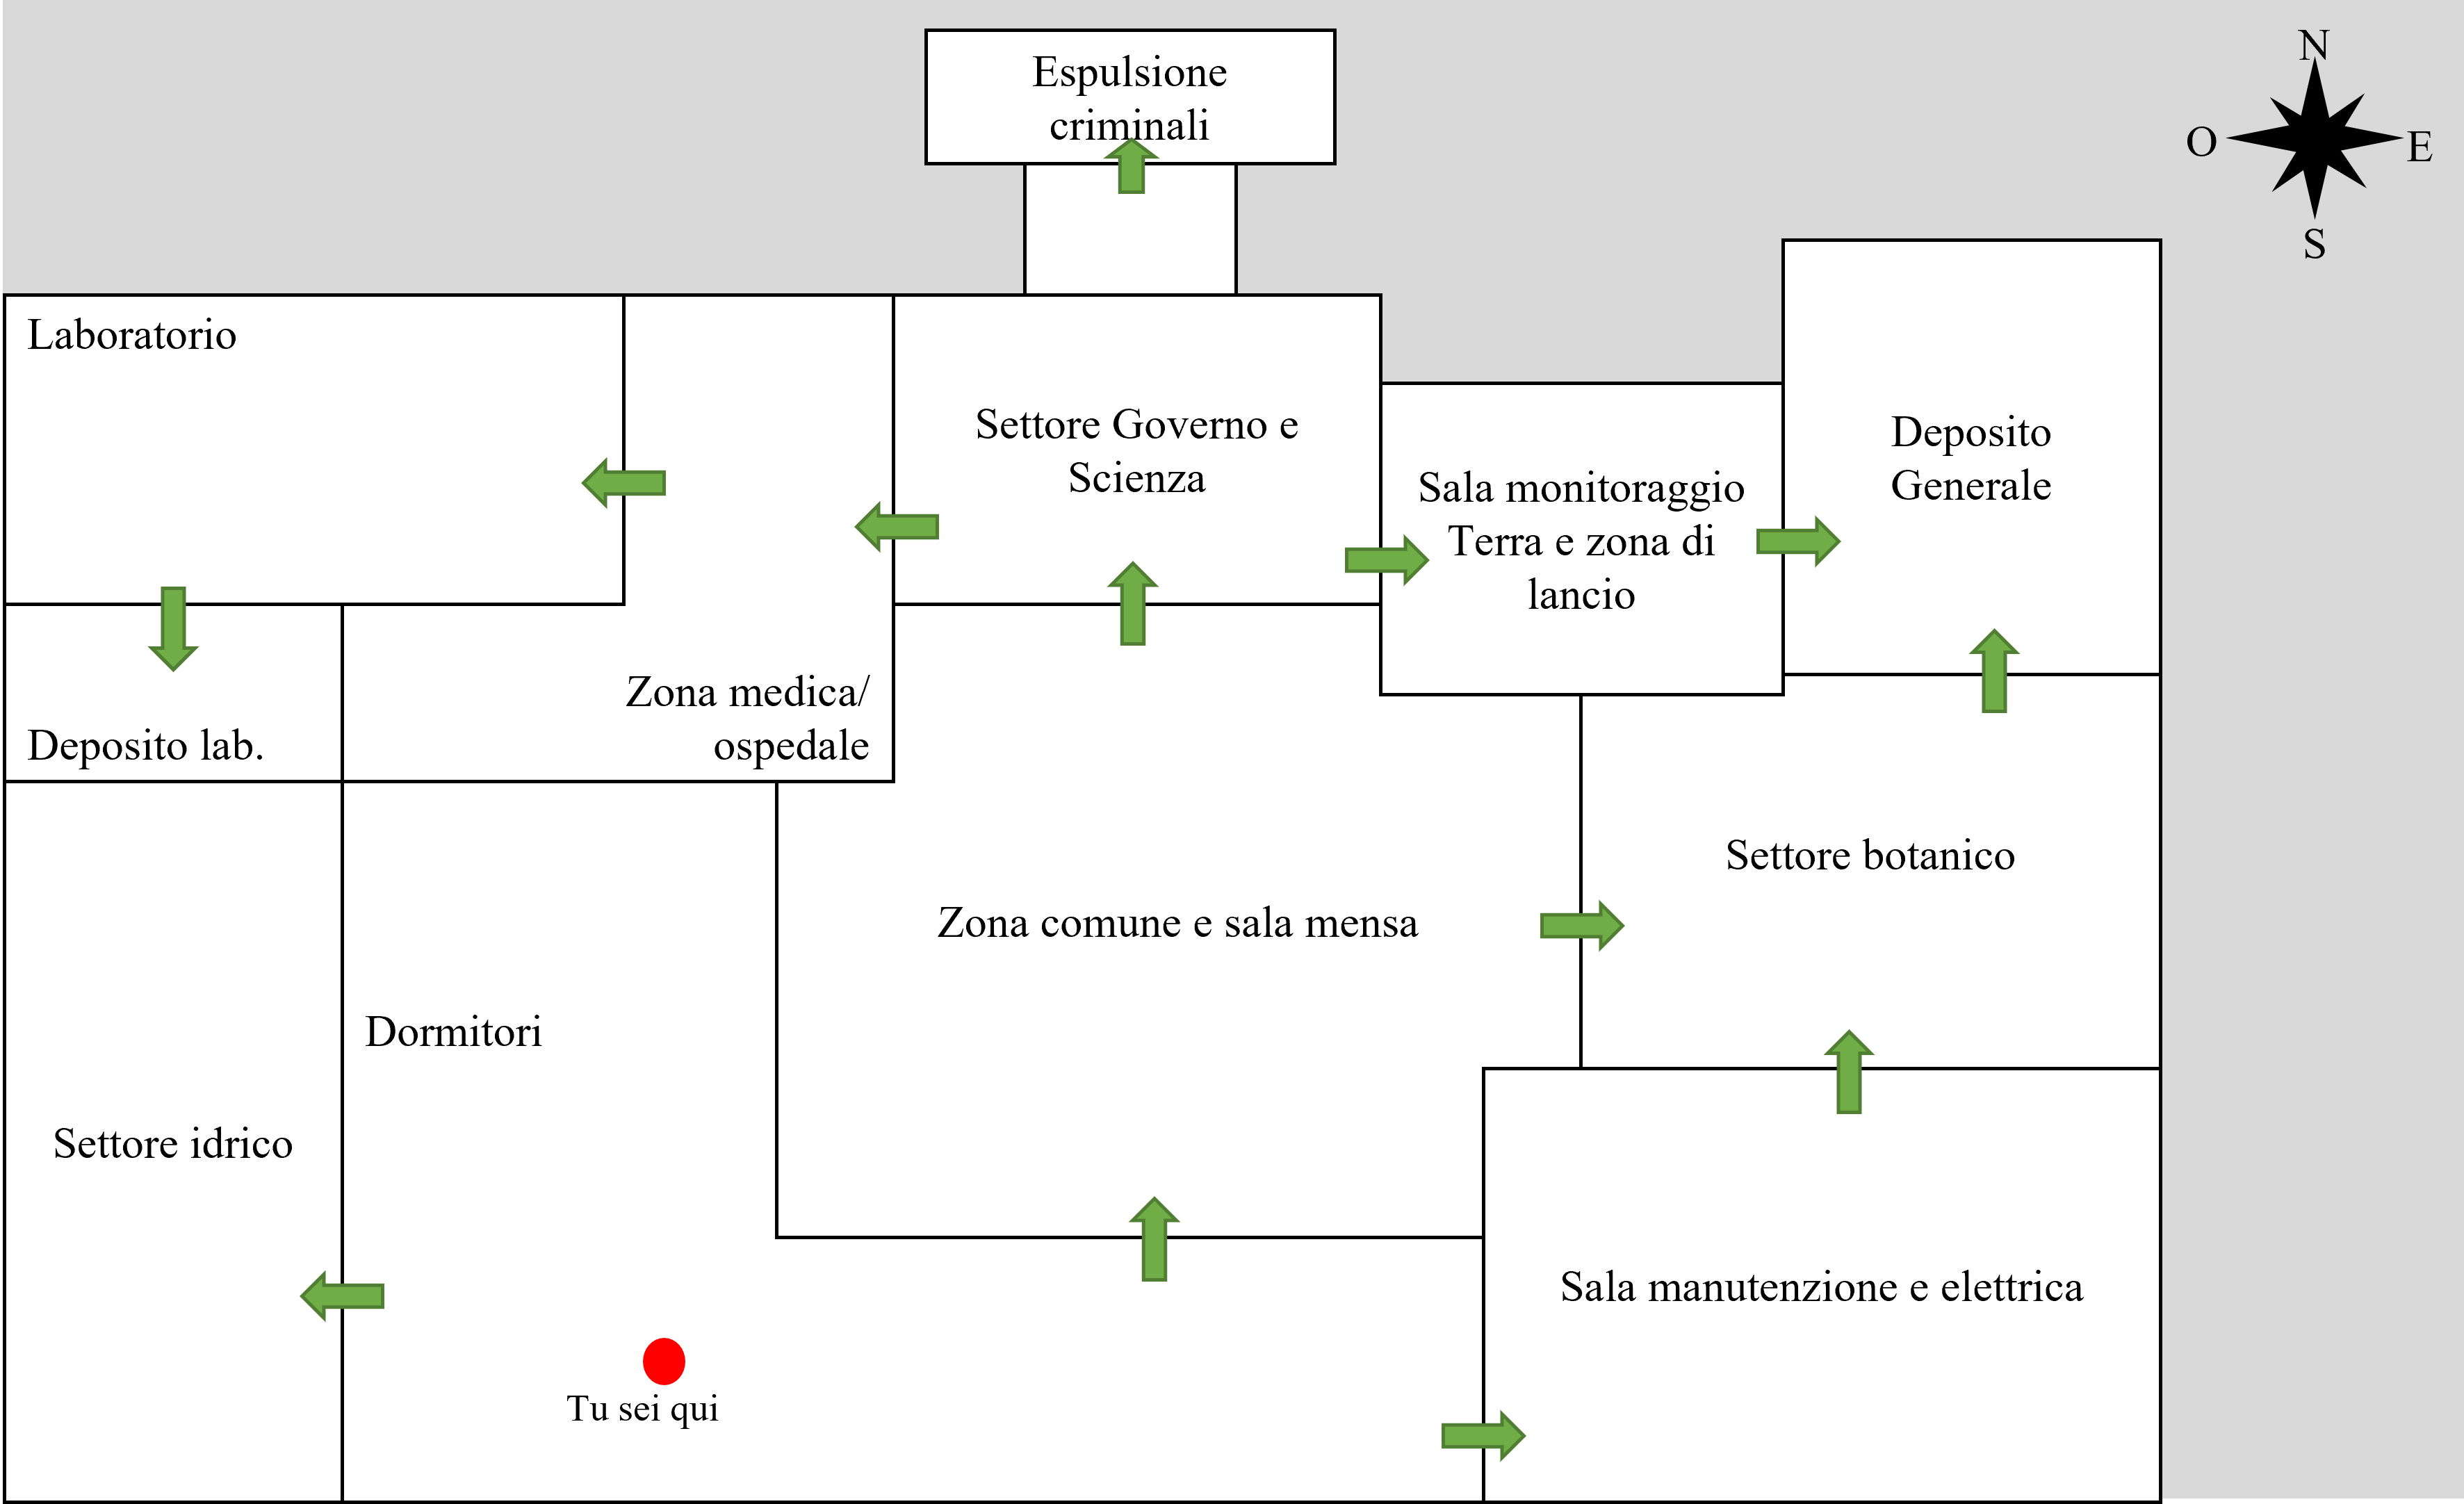 Espulsione
criminali
N
O
E
S
Laboratorio
Settore Governo e
Scienza
Sala monitoraggio
Terra e zona di
lancio
Deposito
Generale
Zona medica/
ospedale
Deposito lab.
Settore botanico
Zona comune e sala mensa
Dormitori
Settore idrico
Sala manutenzione e elettrica
Tu sei qui